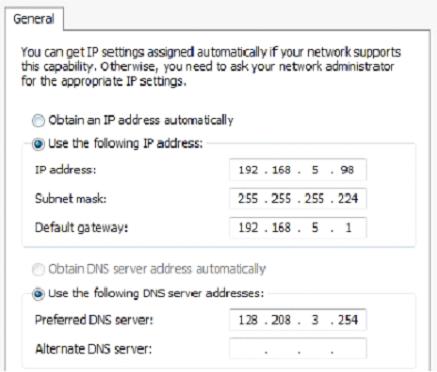 General
You can get IP settings assigned automatically if your network supports
this capability. Otherwise, you need to ask your network administrator
for the appropriate IP settings.
Obtain an IP address automatically
Use the following IP address:
IP address: 192 . 168 . 5 . 98
Subnet mask: 255 . 255 . 255 . 224
Default gateway: 192 . 168 . 5 . 1
Obtain DNS server address automatically
Use the following DNS server addresses:
Preferred DNS server: 128 . 208 . 3 . 254
Alternate DNS server: . . .